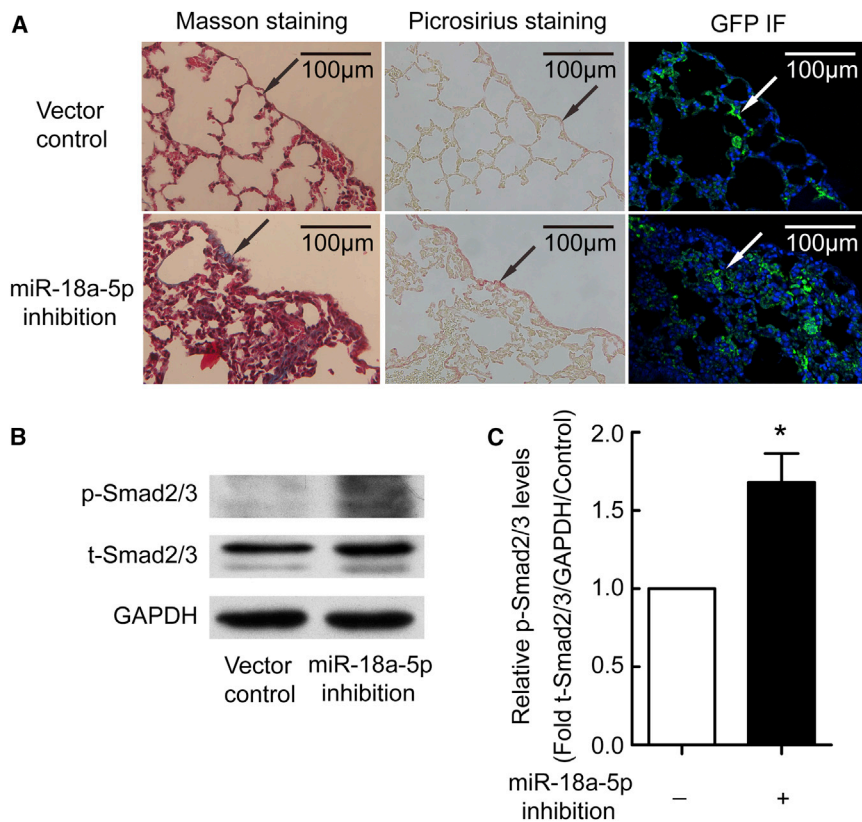 A
Masson staining
Picrosirius staining
GFP IF
Vector
control
100μm
100μm
100μm
miR-18a-5p
inhibition
100μm
100μm
100μm
B
p-Smad2/3
t-Smad2/3
GAPDH
Vector
control
miR-18a-5p
inhibition
C
Relative p-Smad2/3 levels
(Fold t-Smad2/3/GAPDH/Control)
2.0
1.5
1.0
0.5
0.0
*
miR-18a-5p
inhibition
− +